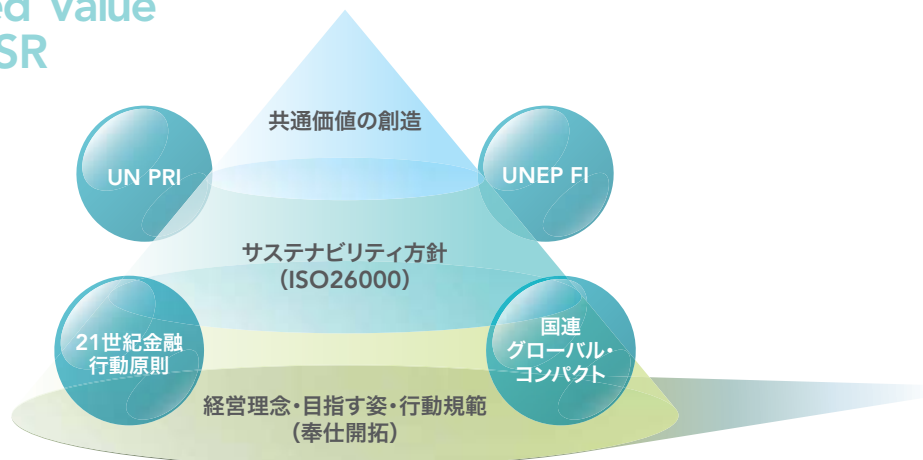 Value
SR
共通価値の創造
UN PRI
UNEP FI
サステナビリティ方針
（ISO26000）
21世紀金融
行動原則
国連
グローバル・
コンパクト
経営理念・目指す姿・行動規範
（奉仕開拓）